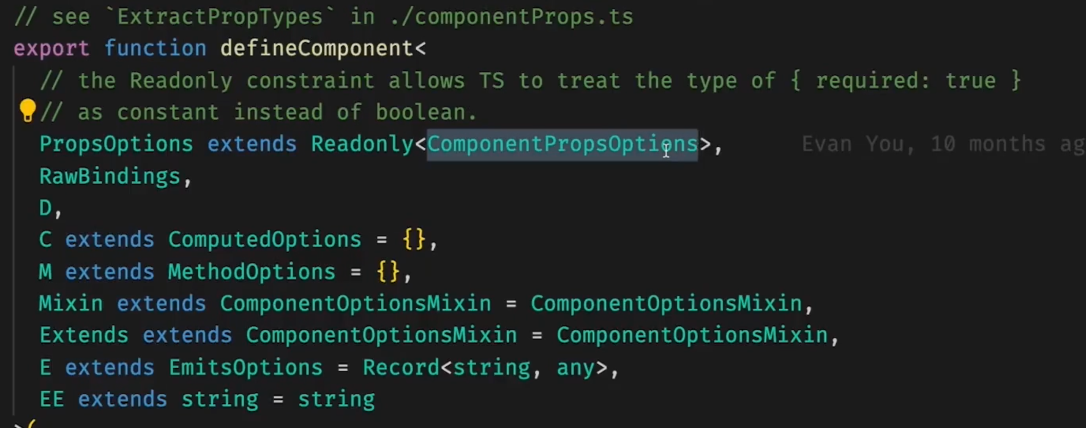 // see `ExtractPropTypes` in ./componentProps.ts
export function defineComponent<
// the Readonly constraint allows TS to treat the type of { required: true }
// as constant instead of boolean.
PropsOptions extends Readonly<ComponentPropsOptions>, Evan You, 10 months ag
RawBindings,
D,
C extends ComputedOptions = {},
M extends MethodOptions = {},
Mixin extends ComponentOptionsMixin = ComponentOptionsMixin,
Extends extends ComponentOptionsMixin = ComponentOptionsMixin,
E extends EmitsOptions = Record<string, any>,
EE extends string = string
>(